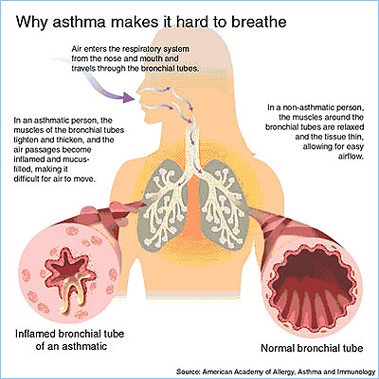 Why asthma makes it hard to breathe
Air enters the respiratory system
from the nose and mouth and
travels through the bronchial tubes.
In an asthmatic person, the
muscles of the bronchial tubes
tighten and thicken, and the
air passages become
inflamed and mucus-
filled, making it
difficult for air to move.
In a non-asthmatic person, the
muscles around the
bronchial tubes are relaxed
and the tissue thin,
allowing for easy
airflow.
Inflamed bronchial tube
of an asthmatic
Normal bronchial tube
Source: American Academy of Allergy, Asthma and Immunology